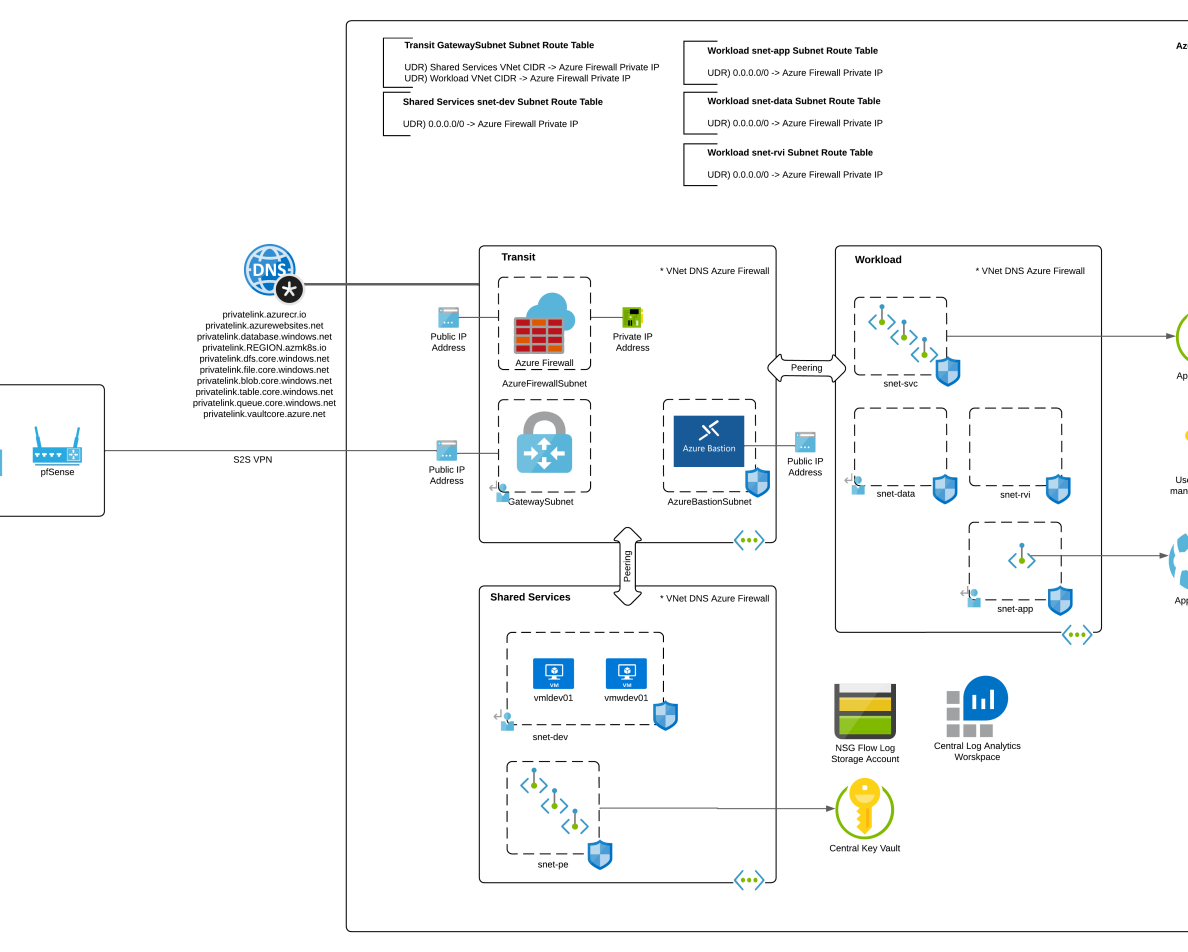 Transit GatewaySubnet Subnet Route Table
UDR) Shared Services VNet CIDR -> Azure Firewall Private IP
UDR) Workload VNet CIDR -> Azure Firewall Private IP
Shared Services snet-dev Subnet Route Table
UDR) 0.0.0.0/0 -> Azure Firewall Private IP
Workload snet-app Subnet Route Table
UDR) 0.0.0.0/0 -> Azure Firewall Private IP
Workload snet-data Subnet Route Table
UDR) 0.0.0.0/0 -> Azure Firewall Private IP
Workload snet-rvi Subnet Route Table
UDR) 0.0.0.0/0 -> Azure Firewall Private IP
DNS
privatelink.azurecr.io
privatelink.azurewebsites.net
privatelink.database.windows.net
privatelink.REGION.azmk8s.io
privatelink.dfs.core.windows.net
privatelink.file.core.windows.net
privatelink.blob.core.windows.net
privatelink.table.core.windows.net
privatelink.queue.core.windows.net
privatelink.vaultcore.azure.net
pfSense
S2S VPN
Transit
* VNet DNS Azure Firewall
Public IP
Address
Azure Firewall
Private IP
Address
AzureFirewallSubnet
Public IP
Address
GatewaySubnet
Azure Bastion
AzureBastionSubnet
Public IP
Address
Peering
Peering
Workload
* VNet DNS Azure Firewall
snet-svc
snet-data
snet-rvi
snet-app
Shared Services
* VNet DNS Azure Firewall
VM
vmldev01
VM
vmwdev01
snet-dev
snet-pe
NSG Flow Log
Storage Account
Central Log Analytics
Worskpace
Central Key Vault